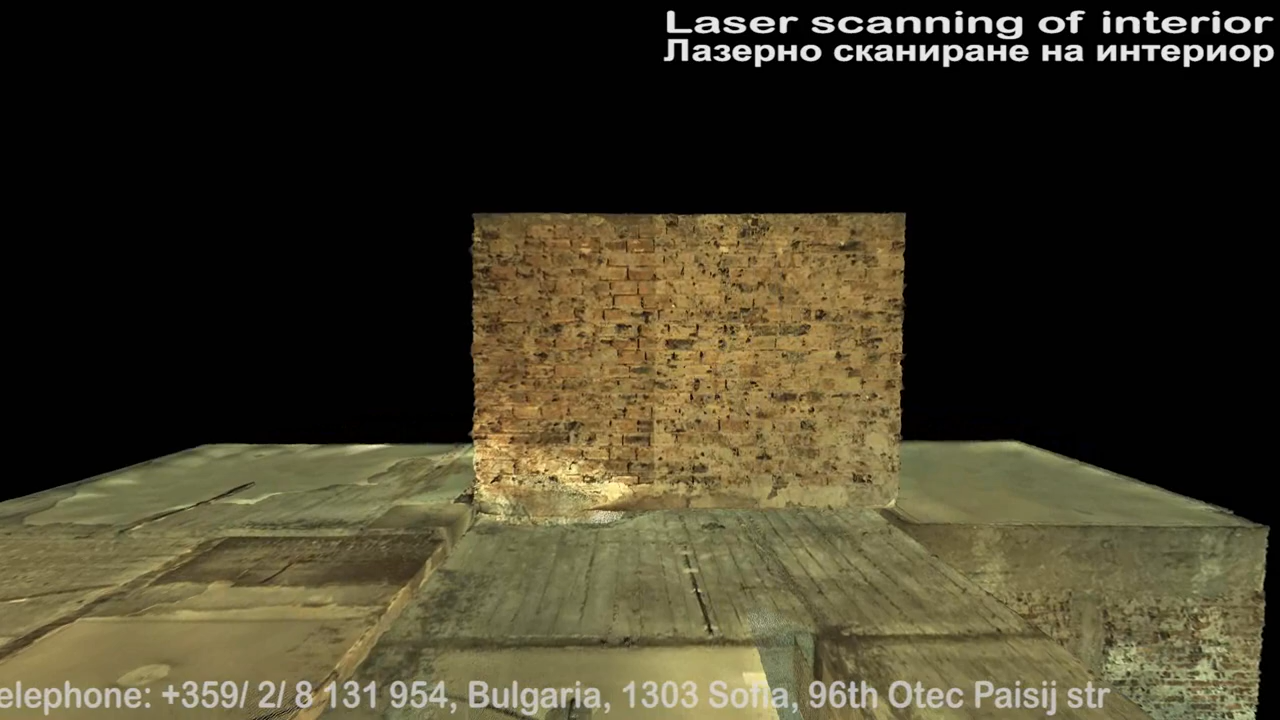 Laser scanning of interior
Лазерно сканиране на интериор
elephone: +359/ 2/ 8 131 954, Bulgaria, 1303 Sofia, 96th Otec Paisij str